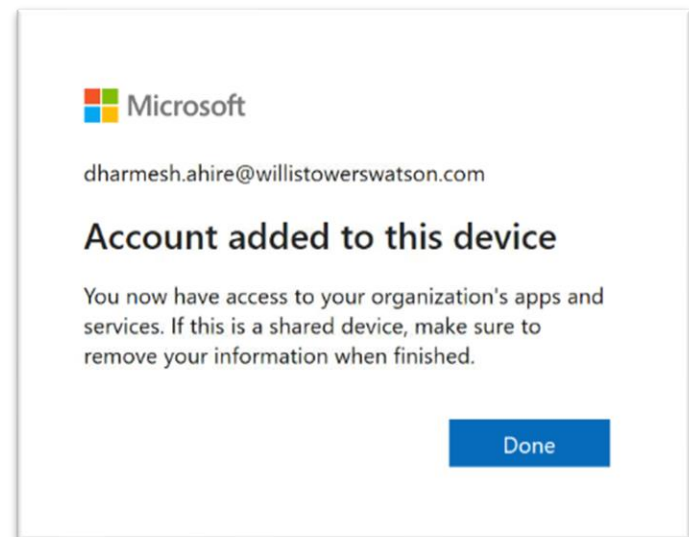 Microsoft
dharmesh.ahire@willistowerswatson.com
Account added to this device
You now have access to your organization's apps and
services. If this is a shared device, make sure to
remove your information when finished.
Done